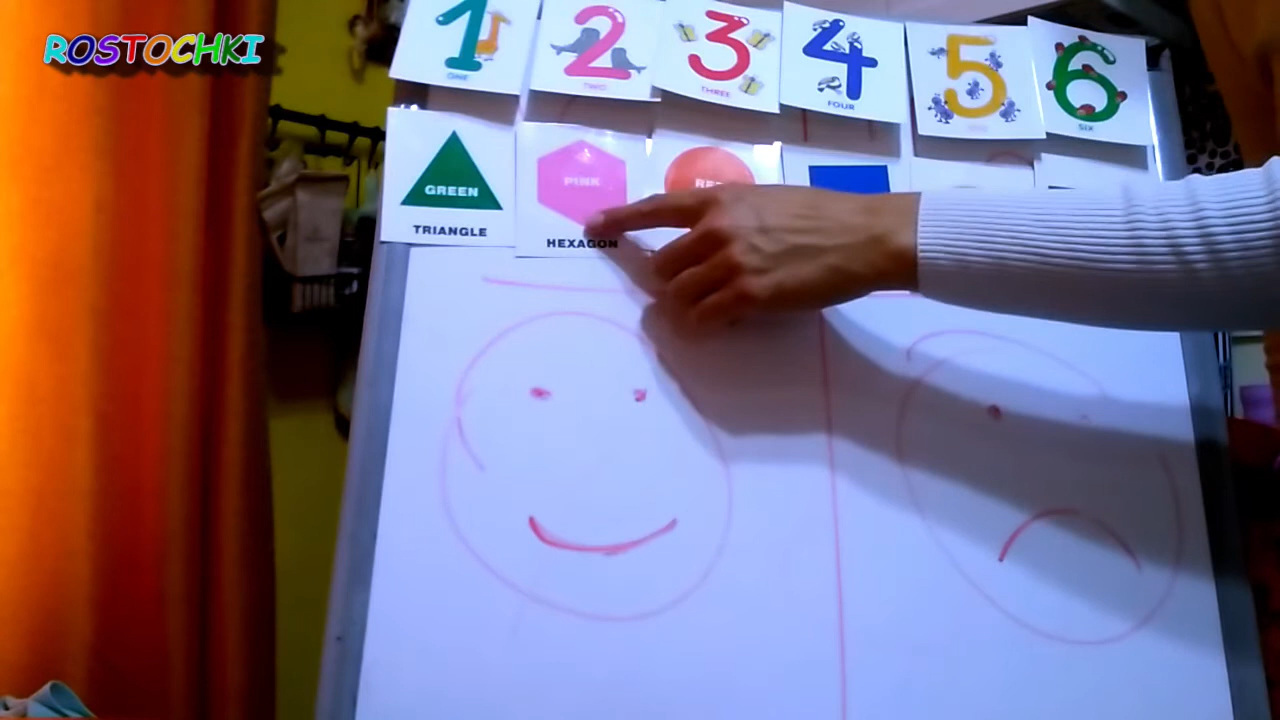 ROSTOCHKI
1 2 3 4 5 6
ONE TWO THREE FOUR SIX
GREEN PINK
TRIANGLE HEXAGON